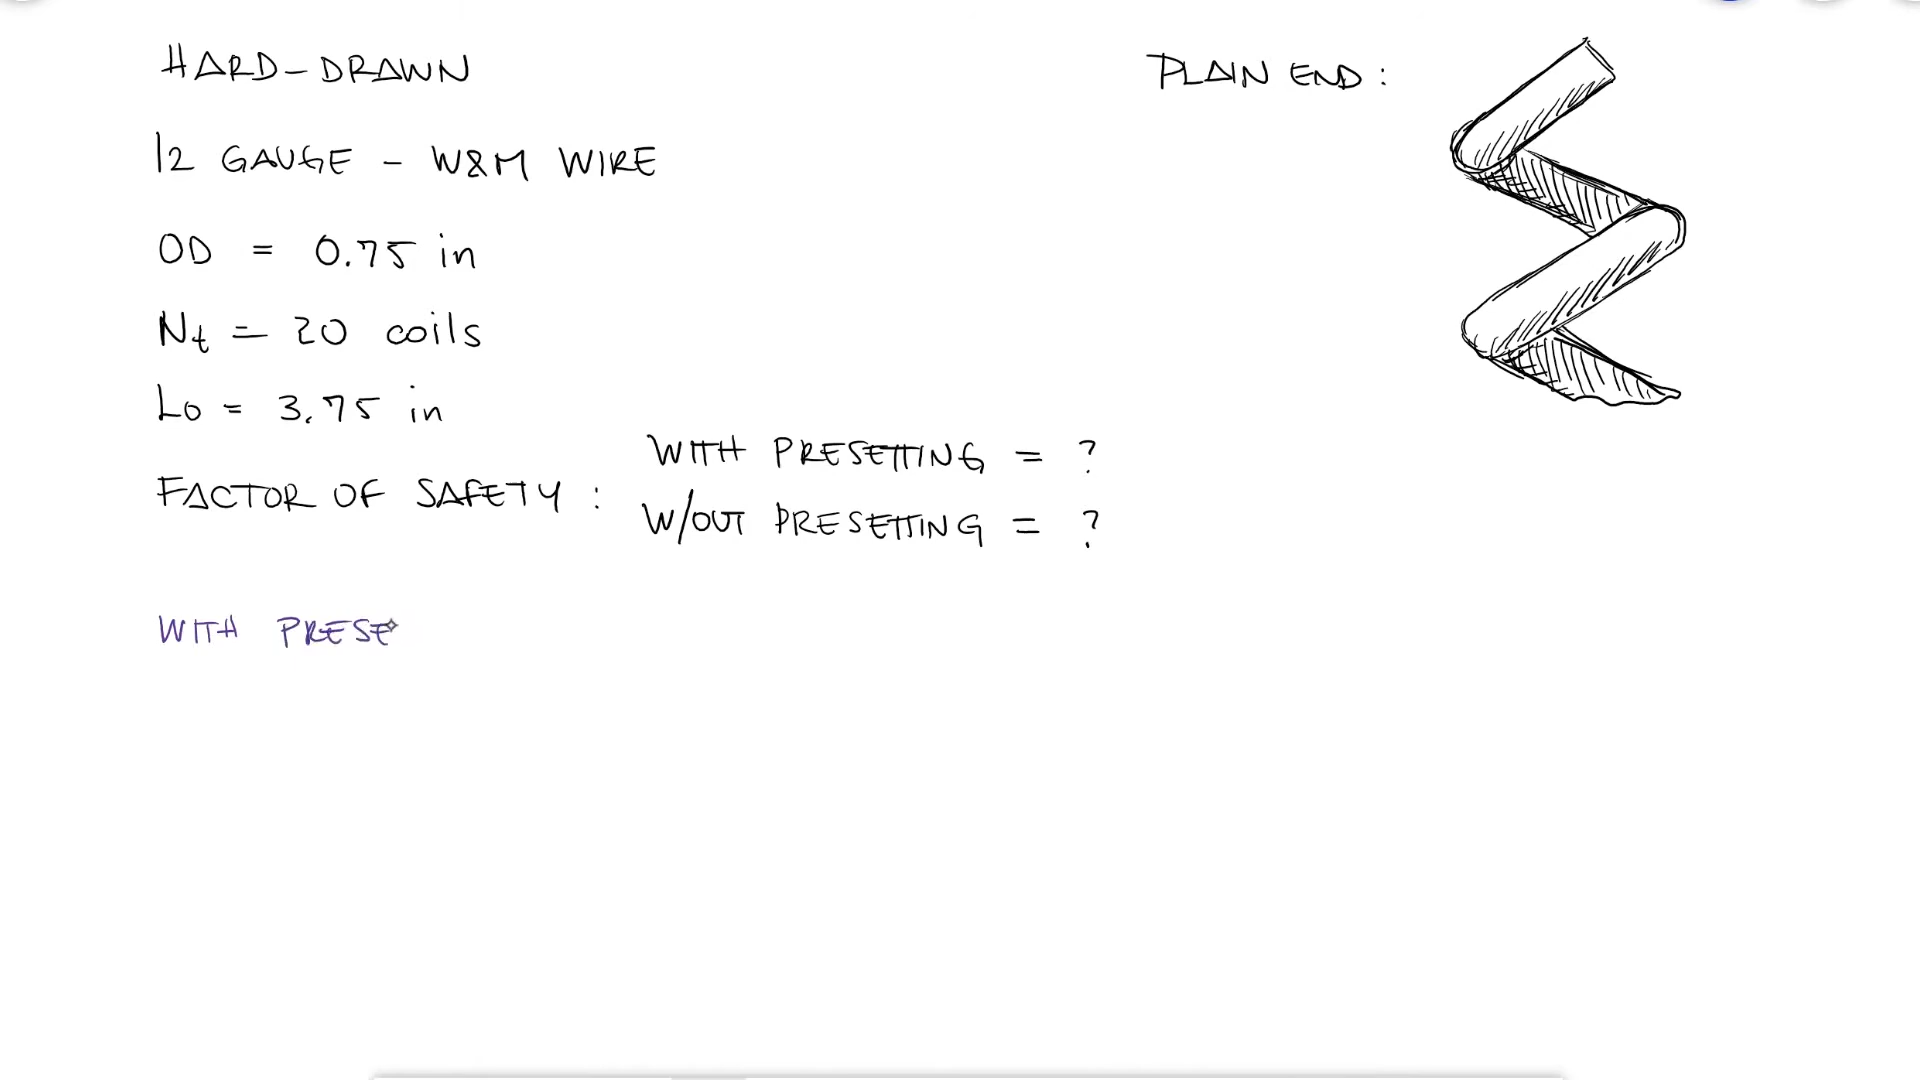 HARD-DRAWN
12 GAUGE - W&M WIRE
OD = 0.75 in
Nt = 20 coils
Lo = 3.75 in
FACTOR OF SAFETY :
WITH PRESETTING = ?
W/OUT PRESETTING = ?
WITH PRESE
PLAIN END :